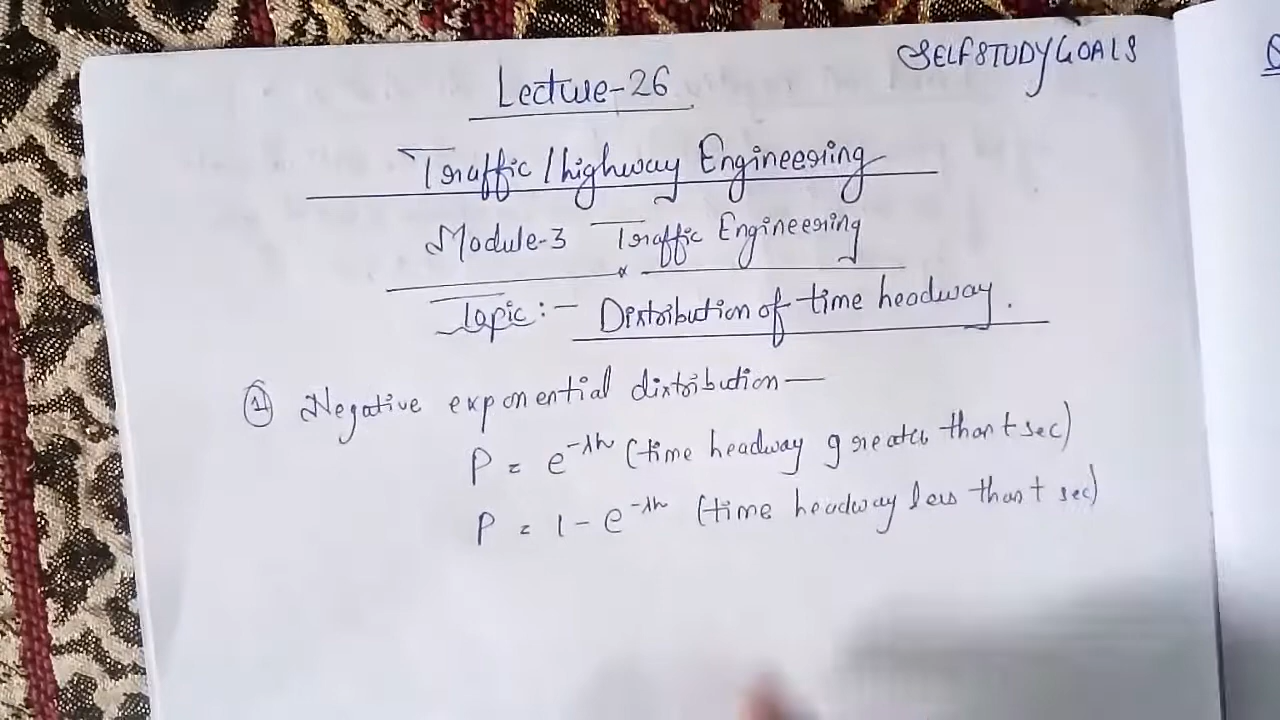 SELFSTUDYGOALS
Lecture-26
Traffic/highway Engineering
Module-3 Traffic Engineering
Topic:- Distribution of time headway.
① Negative exponential distribution—
P = e^-λh (time headway greater than t sec)
P = 1 - e^-λh (time headway less than t sec)